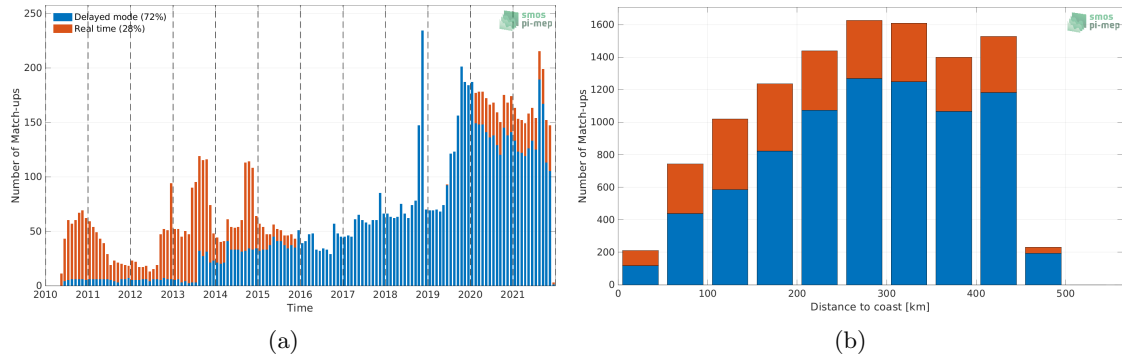 Delayed mode (72%)
Real time (28%)
smos
pi-mep
Number of Match-ups
250
200
150
100
50
0
2010 2011 2012 2013 2014 2015 2016 2017 2018 2019 2020 2021
Time
(a)
smos
pi-mep
Number of Match-ups
1600
1400
1200
1000
800
600
400
200
0
0 100 200 300 400 500
Distance to coast [km]
(b)